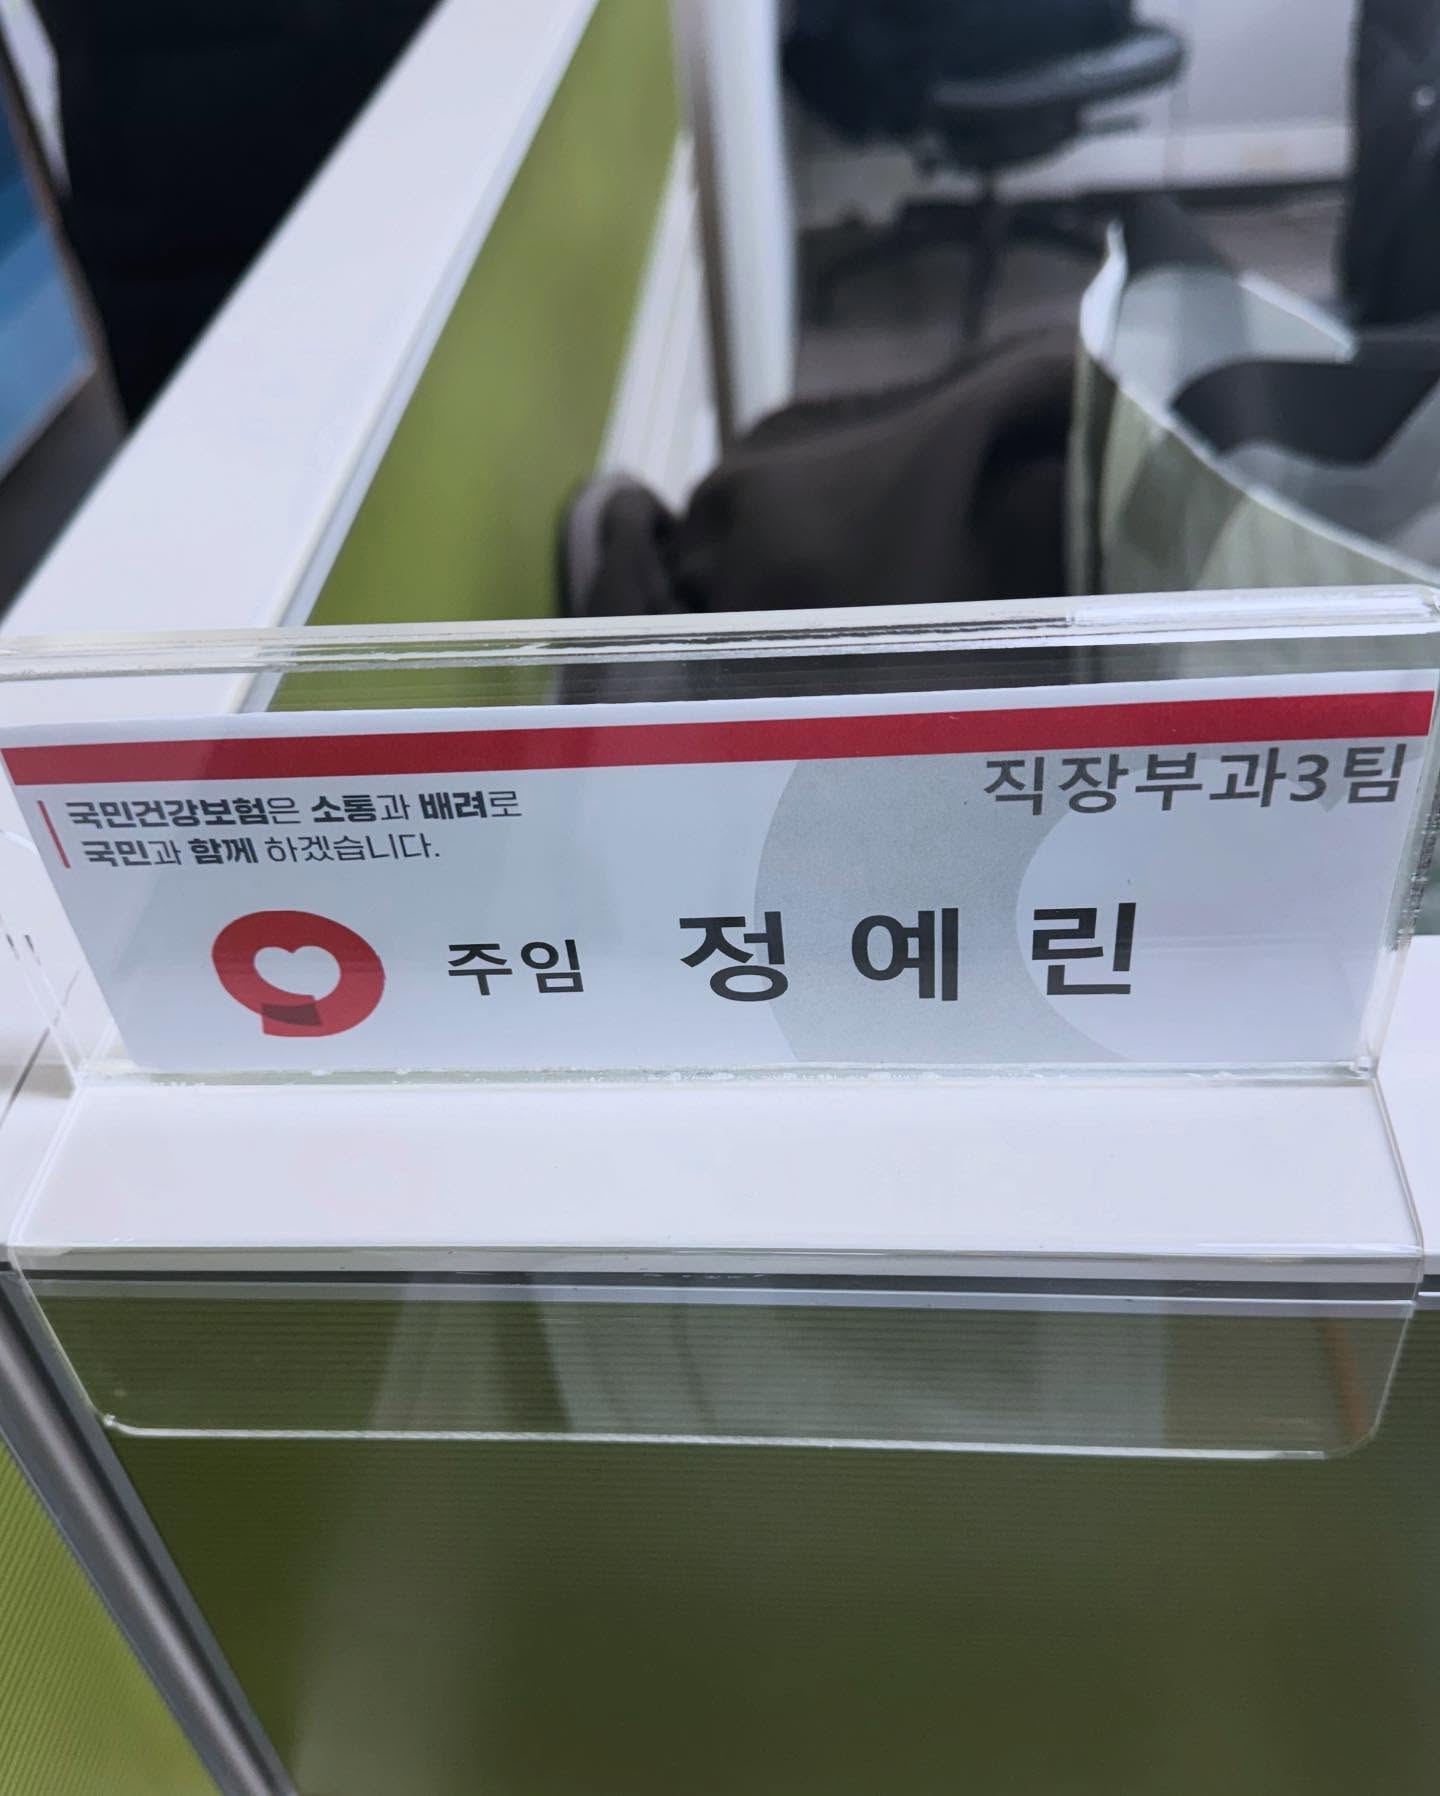 직장부과3팀
국민건강보험은 소통과 배려로
국민과 함께 하겠습니다.
주임 정예린